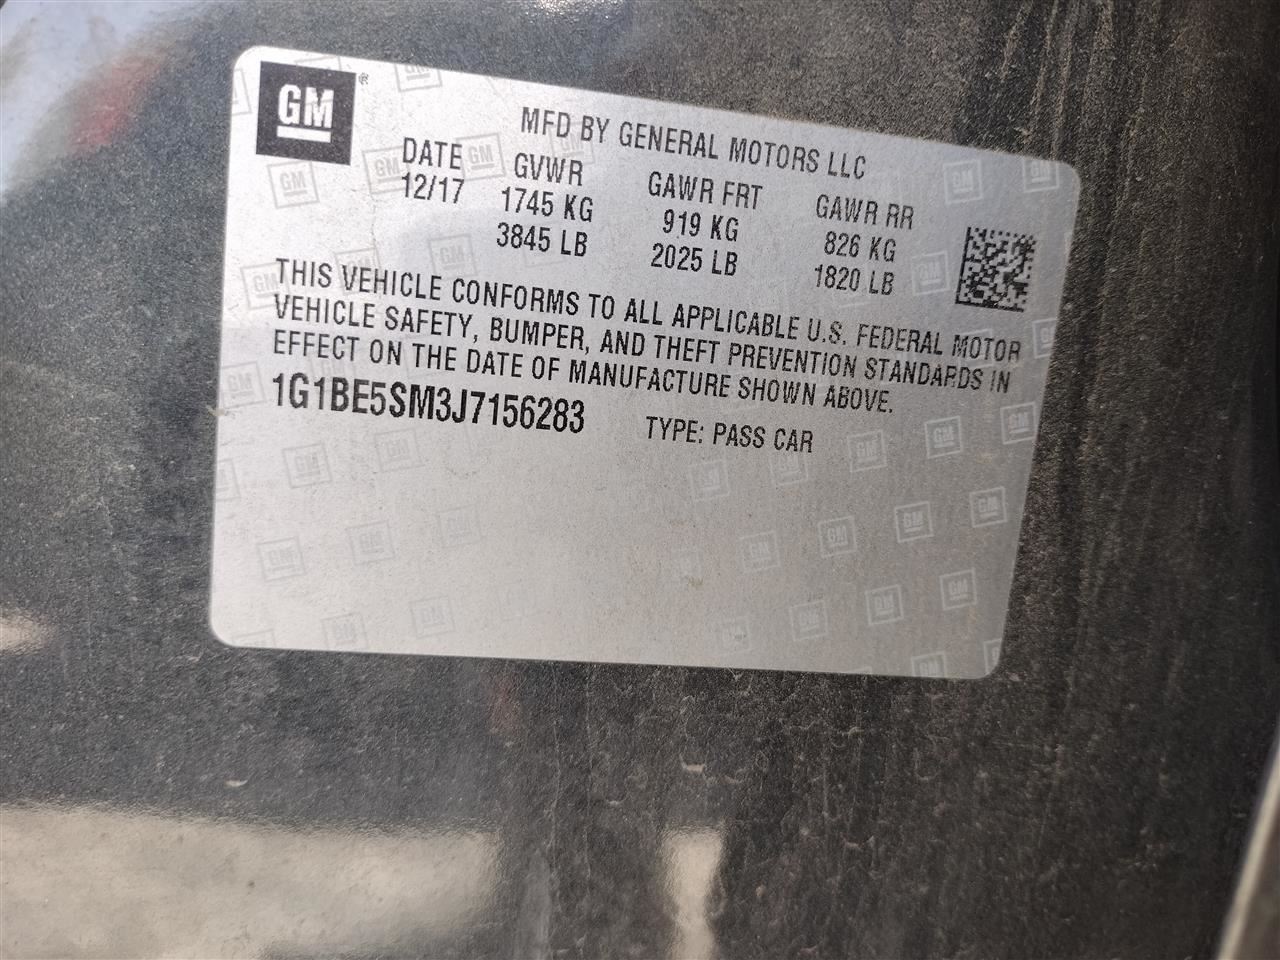 GM ®
MFD BY GENERAL MOTORS LLC
DATE GVWR GAWR FRT GAWR RR
12/17 1745 KG 919 KG 826 KG
3845 LB 2025 LB 1820 LB
THIS VEHICLE CONFORMS TO ALL APPLICABLE U.S. FEDERAL MOTOR
VEHICLE SAFETY, BUMPER, AND THEFT PREVENTION STANDARDS IN
EFFECT ON THE DATE OF MANUFACTURE SHOWN ABOVE.
1G1BE5SM3J7156283 TYPE: PASS CAR